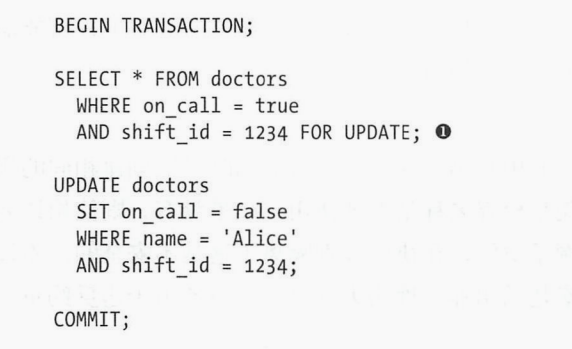 BEGIN TRANSACTION;
SELECT * FROM doctors
WHERE on_call = true
AND shift_id = 1234 FOR UPDATE; ❶
UPDATE doctors
SET on_call = false
WHERE name = 'Alice'
AND shift_id = 1234;
COMMIT;